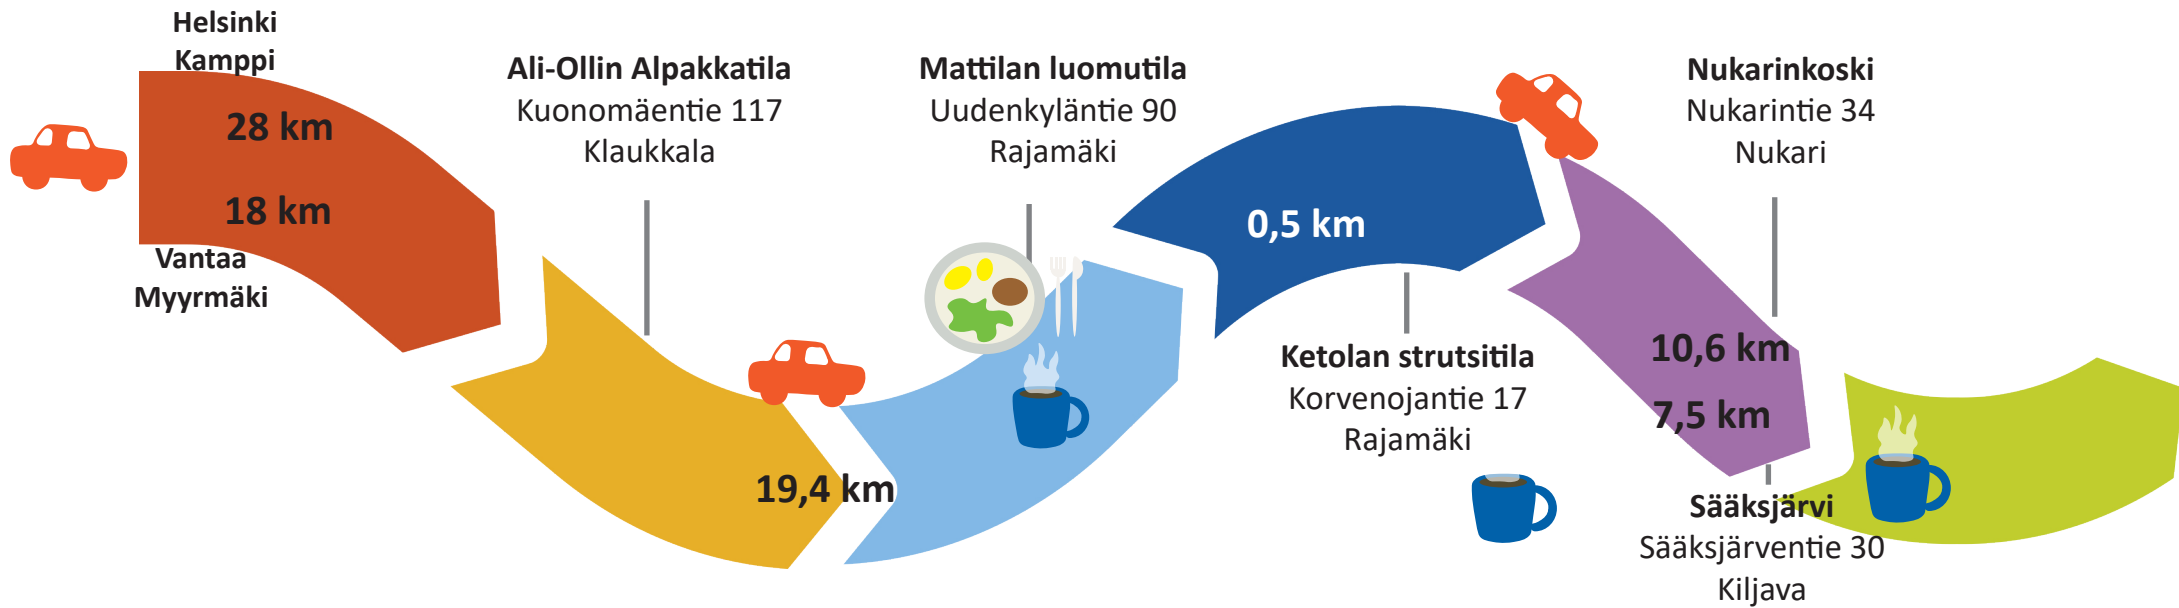 Helsinki
Kamppi
28 km
18 km
Vantaa
Myyrmäki
Ali-Ollin Alpakkatila
Kuonomäentie 117
Klaukkala
19,4 km
Mattilan luomutila
Uudenkyläntie 90
Rajamäki
0,5 km
Ketolan strutsitila
Korvenojantie 17
Rajamäki
Nukarinkoski
Nukarintie 34
Nukari
10,6 km
7,5 km
Sääksjärvi
Sääksjärventie 30
Kiljava